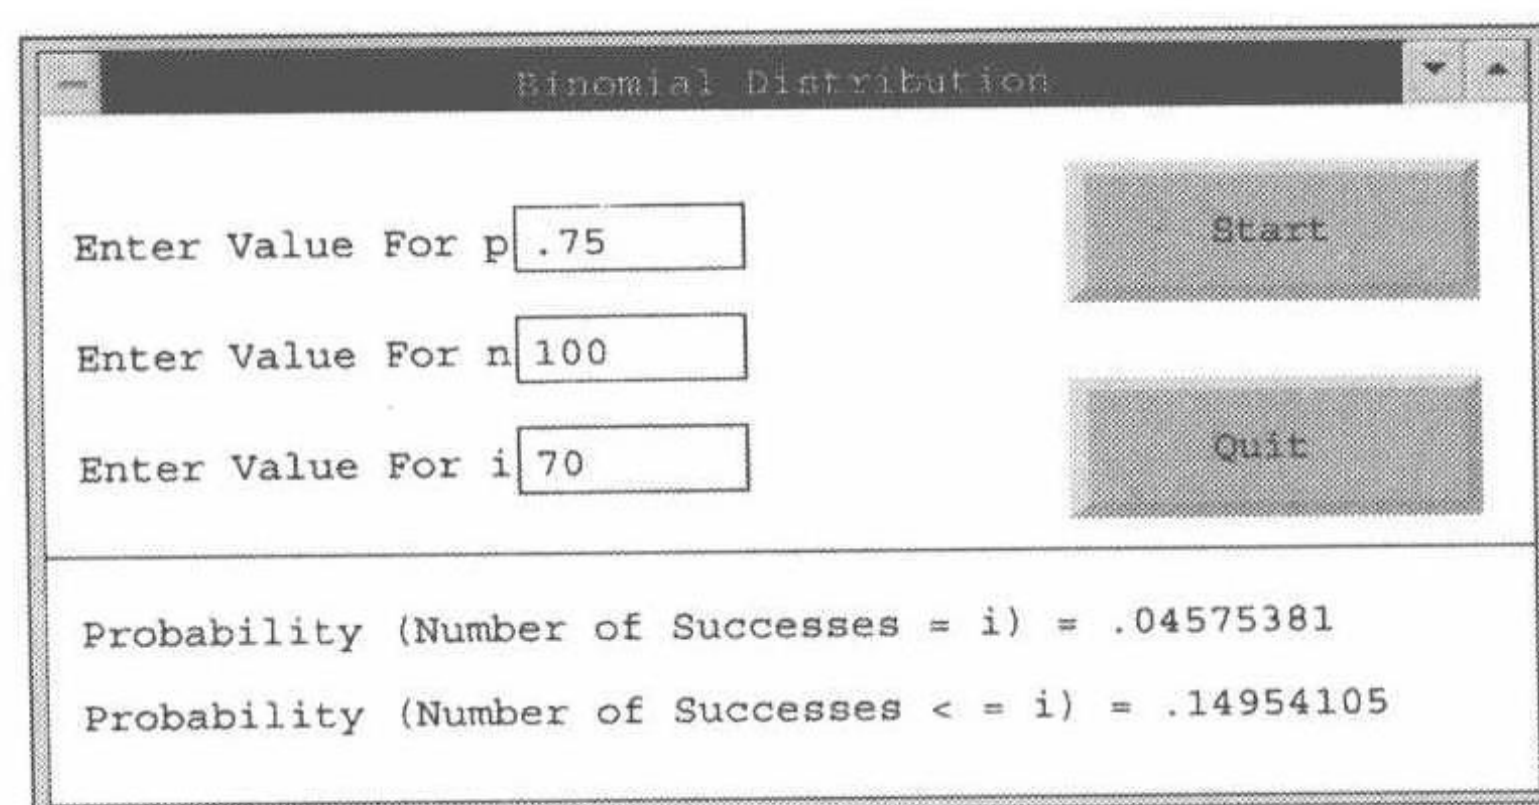 Binomial Distribution
Enter Value For p .75
Start
Enter Value For n 100
Enter Value For i 70
Quit
Probability (Number of Successes = i) = .04575381
Probability (Number of Successes < = i) = .14954105